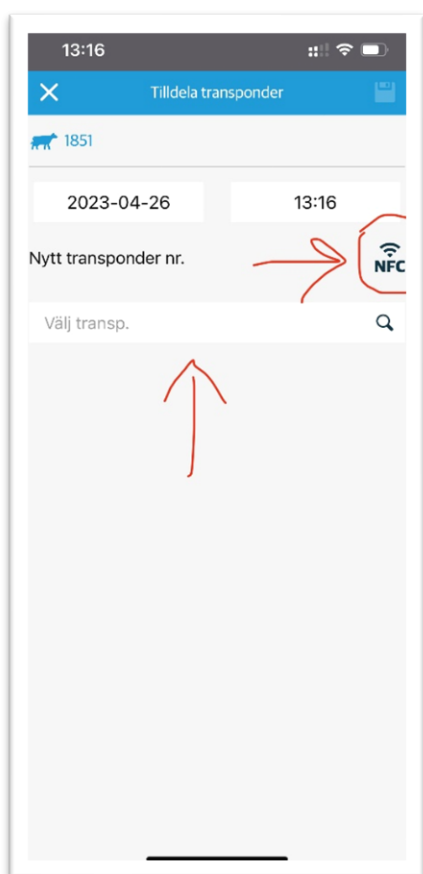 13:16
Tilldela transponder
1851
2023-04-26 13:16
Nytt transponder nr.
NFC
Välj transp.